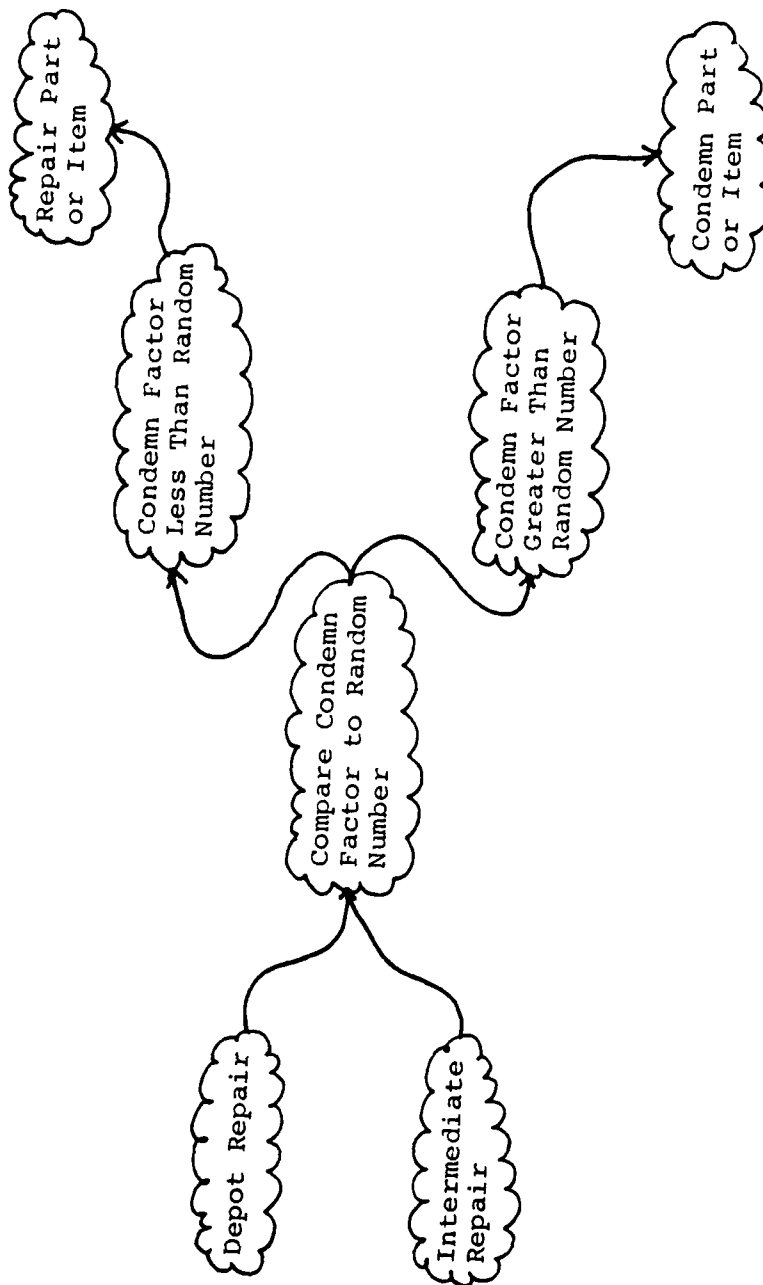 Depot Repair
Intermediate
Repair
Compare Condemn
Factor to Random
Number
Condemn Factor
Less Than Random
Number
Condemn Factor
Greater Than
Random Number
Repair Part
or Item
Condemn Part
or Item